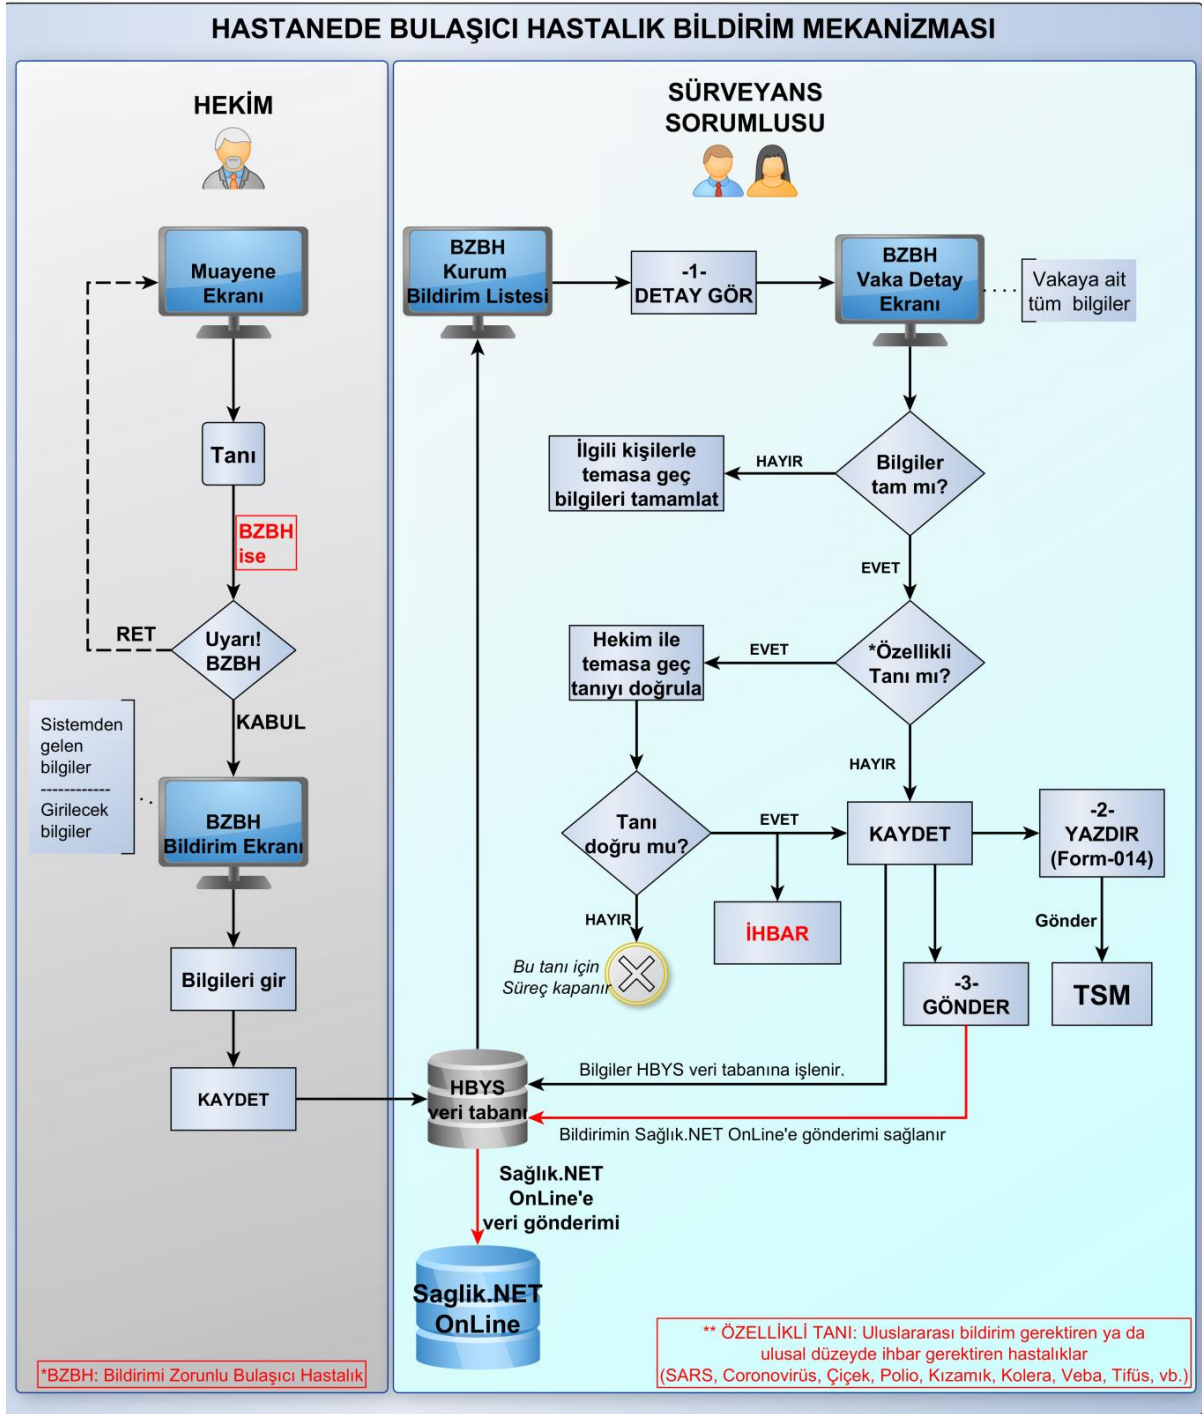 HASTANEDE BULAŞICI HASTALIK BİLDİRİM MEKANİZMASI
HEKİM
Muayene
Ekranı
Tanı
BZBH
ise
RET
Uyarı!
BZBH
KABUL
Sistemden
gelen
bilgiler
------------
Girilecek
bilgiler
BZBH
Bildirim Ekranı
Bilgileri gir
KAYDET
*BZBH: Bildirimi Zorunlu Bulaşıcı Hastalık
SÜRVEYANS
SORUMLUSU
BZBH
Kurum
Bildirim Listesi
-1-
DETAY GÖR
BZBH
Vaka Detay
Ekranı
Vakaya ait
tüm bilgiler
Bilgiler
tam mı?
HAYIR
İlgili kişilerle
temasa geç
bilgileri tamamlat
EVET
*Özellikli
Tanı mı?
EVET
Hekim ile
temasa geç
tanıyı doğrula
HAYIR
Tanı
doğru mu?
EVET
KAYDET
-2-
YAZDIR
(Form-014)
HAYIR
Bu tanı için
Süreç kapanır
İHBAR
Gönder
-3-
GÖNDER
TSM
HBYS
veri tabanı
Bilgiler HBYS veri tabanına işlenir.
Bildirimin Sağlık.NET OnLine'e gönderimi sağlanır
Sağlık.NET
OnLine'e
veri gönderimi
Saglik.NET
OnLine
** ÖZELLİKLİ TANI: Uluslararası bildirim gerektiren ya da
ulusal düzeyde ihbar gerektiren hastalıklar
(SARS, Coronovirüs, Çiçek, Polio, Kızamık, Kolera, Veba, Tifüs, vb.)